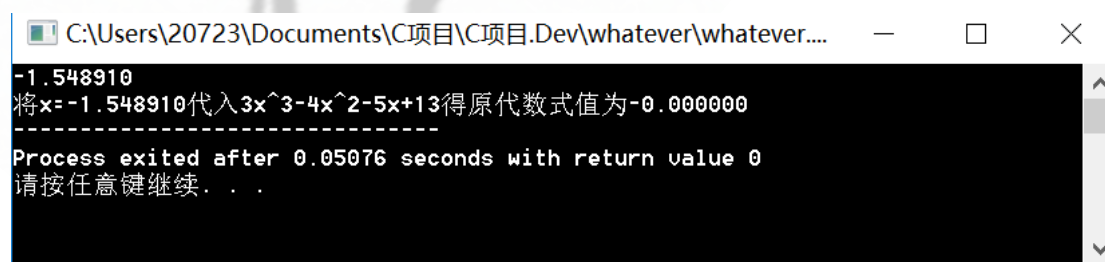 C:\Users\20723\Documents\C项目\C项目.Dev\whatever\whatever....
-1.548910
将x=-1.548910代入3x^3-4x^2-5x+13得原代数式值为-0.000000
--------------------------------
Process exited after 0.05076 seconds with return value 0
请按任意键继续. . .